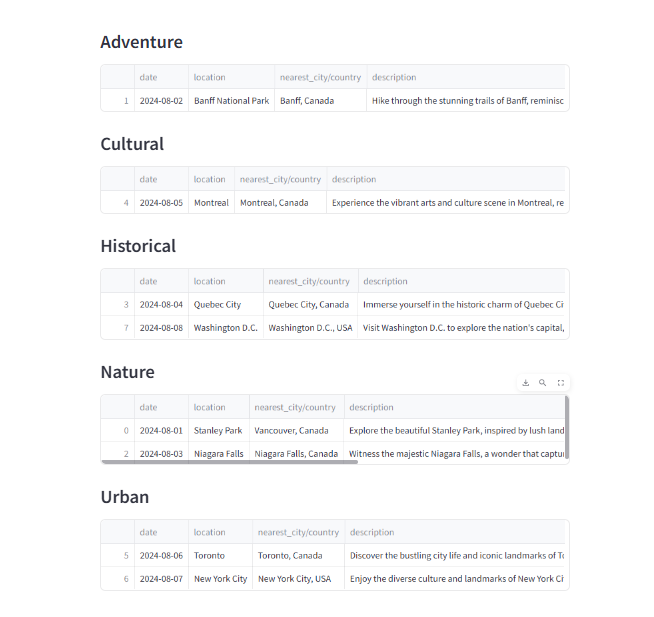 Adventure
date location nearest_city/country description
1 2024-08-02 Banff National Park Banff, Canada Hike through the stunning trails of Banff, reminisc
Cultural
date location nearest_city/country description
4 2024-08-05 Montreal Montreal, Canada Experience the vibrant arts and culture scene in Montreal, re
Historical
date location nearest_city/country description
3 2024-08-04 Quebec City Quebec City, Canada Immerse yourself in the historic charm of Quebec Ci
7 2024-08-08 Washington D.C. Washington D.C., USA Visit Washington D.C. to explore the nation's capital,
Nature
date location nearest_city/country description
0 2024-08-01 Stanley Park Vancouver, Canada Explore the beautiful Stanley Park, inspired by lush land
2 2024-08-03 Niagara Falls Niagara Falls, Canada Witness the majestic Niagara Falls, a wonder that captu
Urban
date location nearest_city/country description
5 2024-08-06 Toronto Toronto, Canada Discover the bustling city life and iconic landmarks of To
6 2024-08-07 New York City New York City, USA Enjoy the diverse culture and landmarks of New York Ci